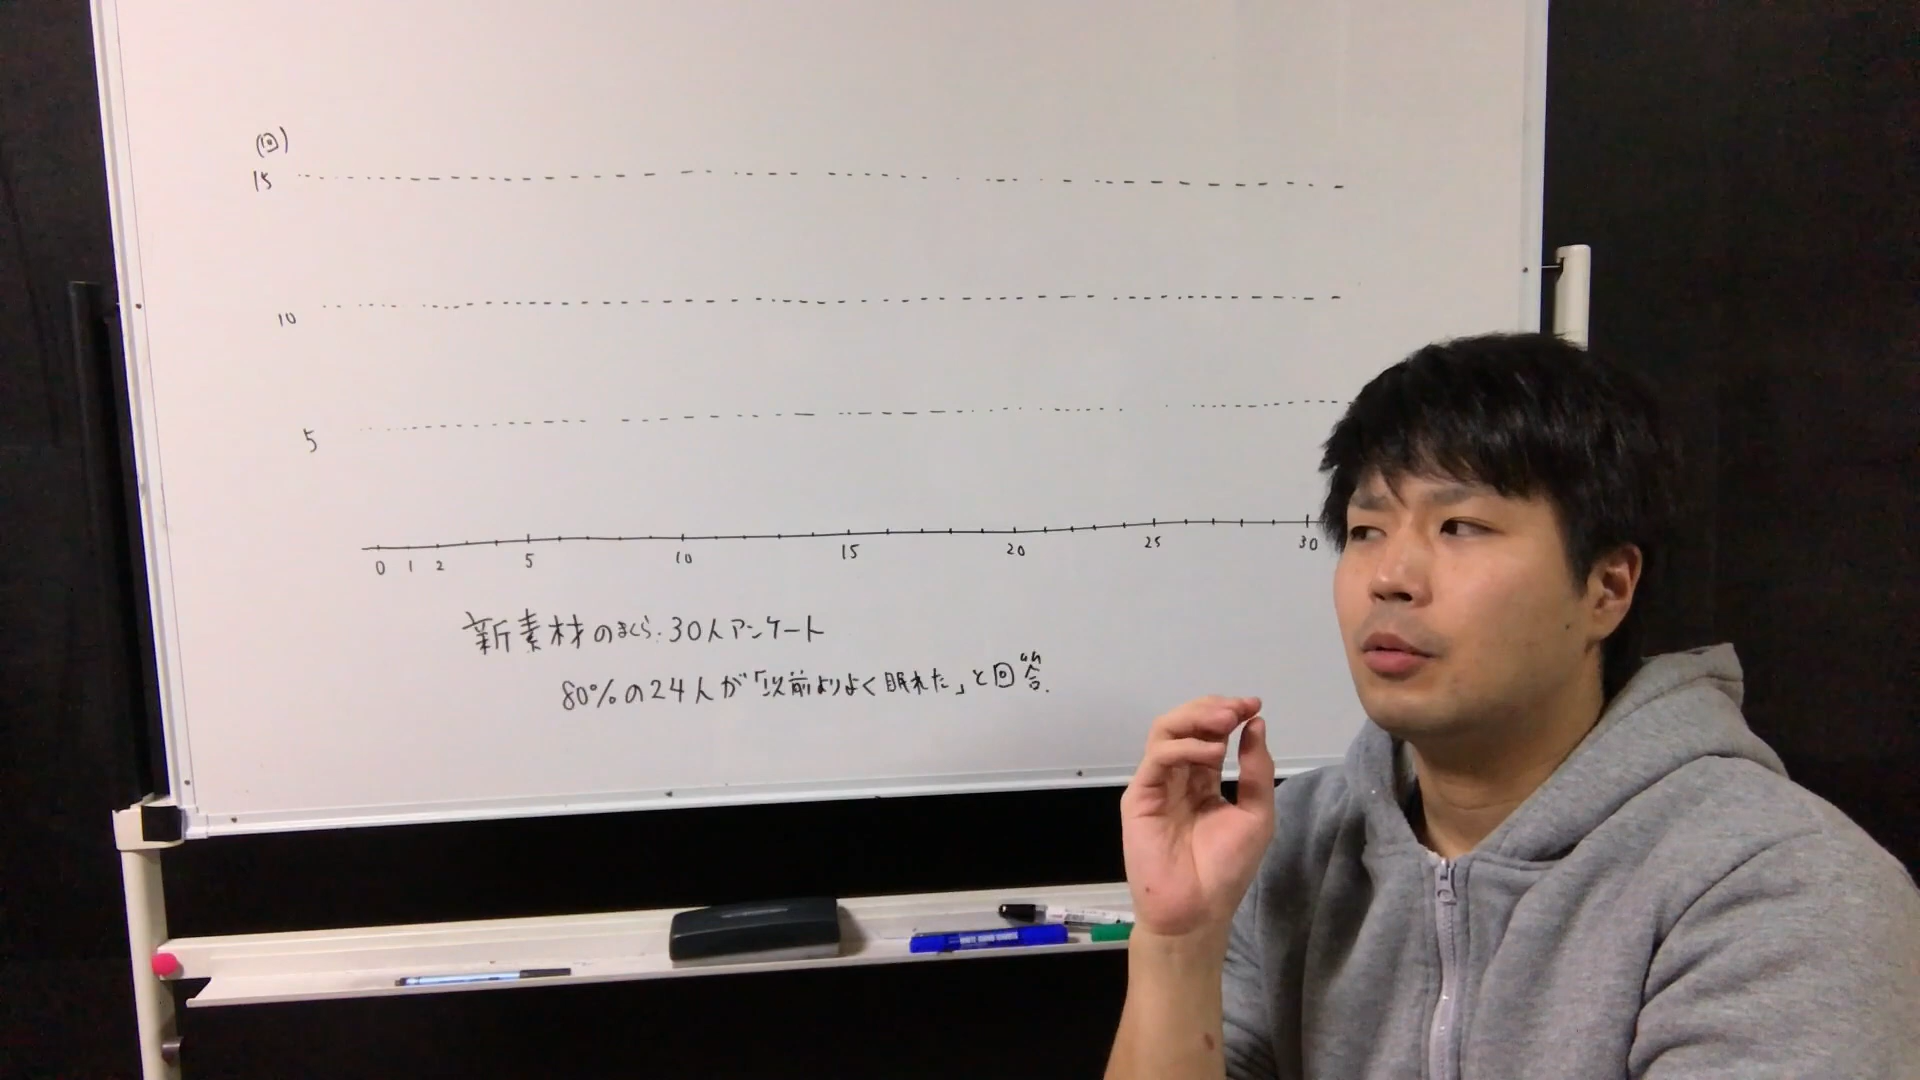 (回)
15
10
5
0 1 2 5 10 15 20 25 30
新素材のまくら・30人アンケート
80%の24人が「以前よりよく眠れた」と回答.